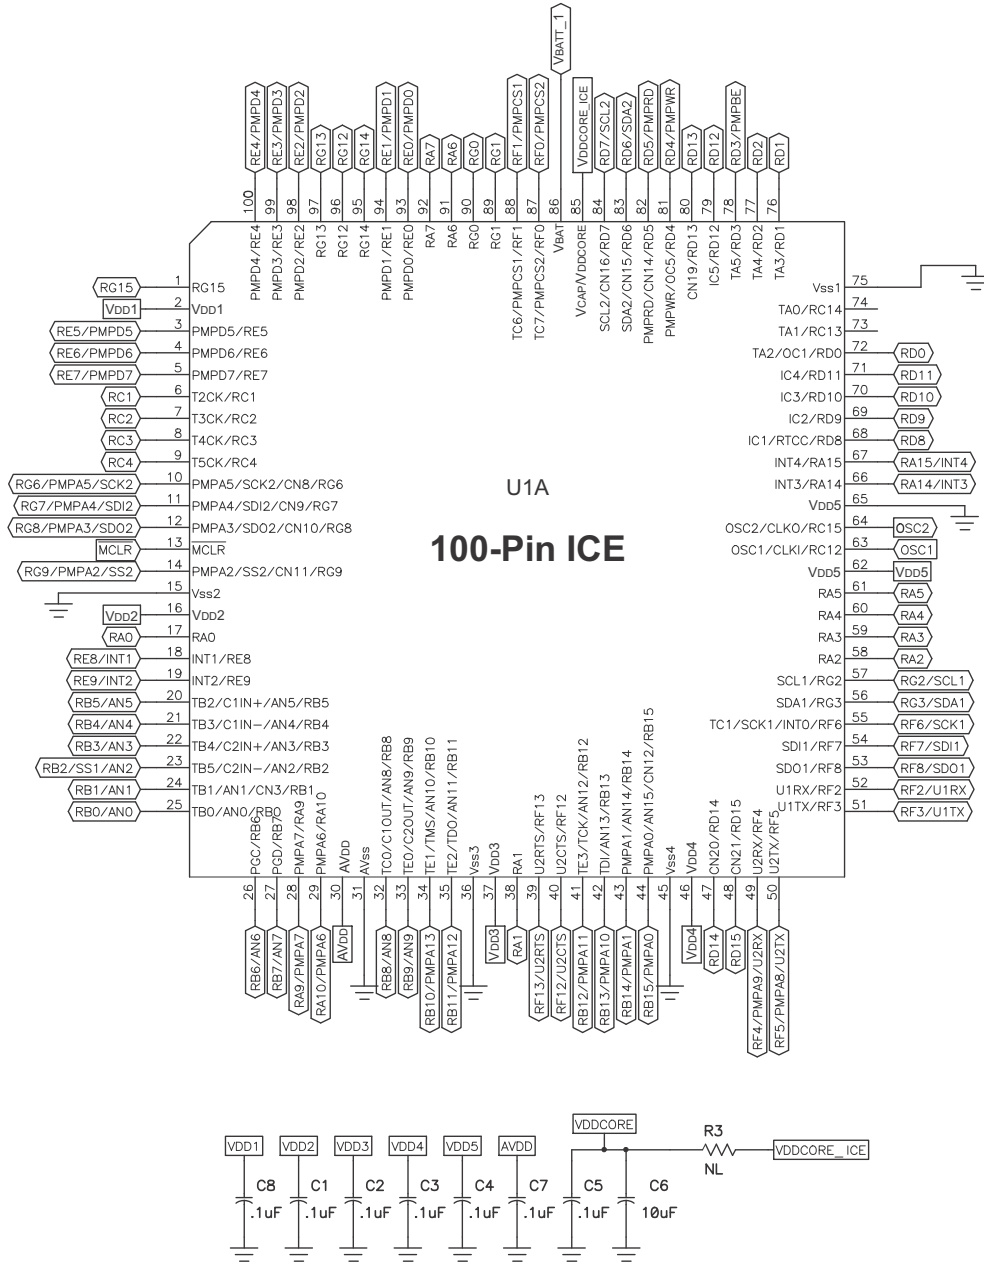 VBATT_1
RE4/PMPD4
RE3/PMPD3
RE2/PMPD2
RG13
RG12
RG14
RE1/PMPD1
RE0/PMPD0
RA7
RA6
RG0
RG1
RF1/PMPCS1
RF0/PMPCS2
VDDCORE_ICE
RD7/SCL2
RD6/SDA2
RD5/PMPRD
RD4/PMPWR
RD13
RD12
RD3/PMPBE
RD2
RD1
100
99
98
97
96
95
94
93
92
91
90
89
88
87
86
85
84
83
82
81
80
79
78
77
76
PMPD4/RE4
PMPD3/RE3
PMPD2/RE2
RG13
RG12
RG14
PMPD1/RE1
PMPD0/RE0
RA7
RA6
RG0
RG1
TC6/PMPCS1/RF1
TC7/PMPCS2/RF0
VBAT
VCAP/VDDCORE
SCL2/CN16/RD7
SDA2/CN15/RD6
PMPRD/CN14/RD5
PMPWR/OC5/RD4
CN19/RD13
IC5/RD12
TA5/RD3
TA4/RD2
TA3/RD1
RG15 1 RG15
VDD1 2 VDD1
RE5/PMPD5 3 PMPD5/RE5
RE6/PMPD6 4 PMPD6/RE6
RE7/PMPD7 5 PMPD7/RE7
RC1 6 T2CK/RC1
RC2 7 T3CK/RC2
RC3 8 T4CK/RC3
RC4 9 T5CK/RC4
RG6/PMPA5/SCK2 10 PMPA5/SCK2/CN8/RG6
RG7/PMPA4/SDI2 11 PMPA4/SDI2/CN9/RG7
RG8/PMPA3/SDO2 12 PMPA3/SDO2/CN10/RG8
MCLR 13 MCLR
RG9/PMPA2/SS2 14 PMPA2/SS2/CN11/RG9
15 Vss2
VDD2 16 VDD2
RA0 17 RA0
RE8/INT1 18 INT1/RE8
RE9/INT2 19 INT2/RE9
RB5/AN5 20 TB2/C1IN+/AN5/RB5
RB4/AN4 21 TB3/C1IN-/AN4/RB4
RB3/AN3 22 TB4/C2IN+/AN3/RB3
RB2/SS1/AN2 23 TB5/C2IN-/AN2/RB2
RB1/AN1 24 TB1/AN1/CN3/RB1
RB0/AN0 25 TB0/AN0/RB0
U1A
100-Pin ICE
Vss1 75
TA0/RC14 74
TA1/RC13 73
TA2/OC1/RD0 72 RD0
IC4/RD11 71 RD11
IC3/RD10 70 RD10
IC2/RD9 69 RD9
IC1/RTCC/RD8 68 RD8
INT4/RA15 67 RA15/INT4
INT3/RA14 66 RA14/INT3
VDD5 65
OSC2/CLKO/RC15 64 OSC2
OSC1/CLKI/RC12 63 OSC1
VDD5 62 VDD5
RA5 61 RA5
RA4 60 RA4
RA3 59 RA3
RA2 58 RA2
SCL1/RG2 57 RG2/SCL1
SDA1/RG3 56 RG3/SDA1
TC1/SCK1/INT0/RF6 55 RF6/SCK1
SDI1/RF7 54 RF7/SDI1
SDO1/RF8 53 RF8/SDO1
U1RX/RF2 52 RF2/U1RX
U1TX/RF3 51 RF3/U1TX
PGC/RB6
PGD/RB7
PMPA7/RA9
PMPA6/RA10
AVDD
AVss
TC0/C1OUT/AN8/RB8
TE0/C2OUT/AN9/RB9
TE1/TMS/AN10/RB10
TE2/TDO/AN11/RB11
Vss3
VDD3
RA1
U2RTS/RF13
U2CTS/RF12
TE3/TCK/AN12/RB12
TDI/AN13/RB13
PMPA1/AN14/RB14
PMPA0/AN15/CN12/RB15
Vss4
VDD4
CN20/RD14
CN21/RD15
U2RX/RF4
U2TX/RF5
26
27
28
29
30
31
32
33
34
35
36
37
38
39
40
41
42
43
44
45
46
47
48
49
50
RB6/AN6
RB7/AN7
RA9/PMPA7
RA10/PMPA6
AVDD
RB8/AN8
RB9/AN9
RB10/PMPA13
RB11/PMPA12
VDD3
RA1
RF13/U2RTS
RF12/U2CTS
RB12/PMPA11
RB13/PMPA10
RB14/PMPA1
RB15/PMPA0
VDD4
RD14
RD15
RF4/PMPA9/U2RX
RF5/PMPA8/U2TX
VDD1
VDD2
VDD3
VDD4
VDD5
AVDD
VDDCORE
R3
NL
VDDCORE_ICE
C8
.1uF
C1
.1uF
C2
.1uF
C3
.1uF
C4
.1uF
C7
.1uF
C5
.1uF
C6
10uF